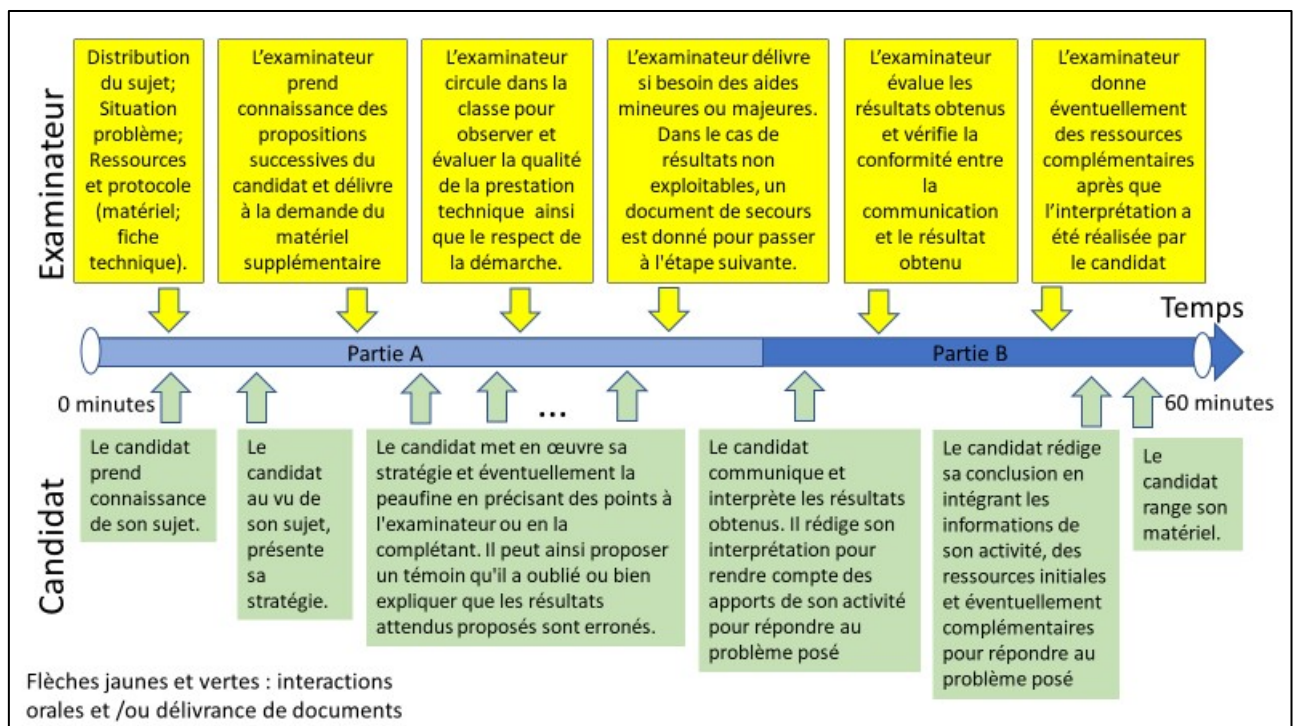 Examinateur
Distribution
du sujet;
Situation
problème;
Ressources
et protocole
(matériel;
fiche
technique).
L'examinateur
prend
connaissance des
propositions
successives du
candidat et délivre
à la demande du
matériel
supplémentaire
L'examinateur
circule dans la
classe pour
observer et
évaluer la qualité
de la prestation
technique ainsi
que le respect de
la démarche.
L'examinateur délivre
si besoin des aides
mineures ou majeures.
Dans le cas de
résultats non
exploitables, un
document de secours
est donné pour passer
à l'étape suivante.
L'examinateur
évalue les
résultats obtenus
et vérifie la
conformité entre
la
communication
et le résultat
obtenu
L'examinateur
donne
éventuellement
des ressources
complémentaires
après que
l'interprétation a
été réalisée par
le candidat
Temps
Partie A
Partie B
0 minutes
...
60 minutes
Candidat
Le candidat
prend
connaissance
de son sujet.
Le
candidat
au vu de
son sujet,
présente
sa
stratégie.
Le candidat met en œuvre sa
stratégie et éventuellement la
peaufine en précisant des points à
l'examinateur ou en la
complétant. Il peut ainsi proposer
un témoin qu'il a oublié ou bien
expliquer que les résultats
attendus proposés sont erronés.
Le candidat
communique et
interprète les résultats
obtenus. Il rédige son
interprétation pour
rendre compte des
apports de son activité
pour répondre au
problème posé
Le candidat rédige
sa conclusion en
intégrant les
informations de
son activité, des
ressources initiales
et éventuellement
complémentaires
pour répondre au
problème posé
Le
candidat
range son
matériel.
Flèches jaunes et vertes : interactions
orales et /ou délivrance de documents